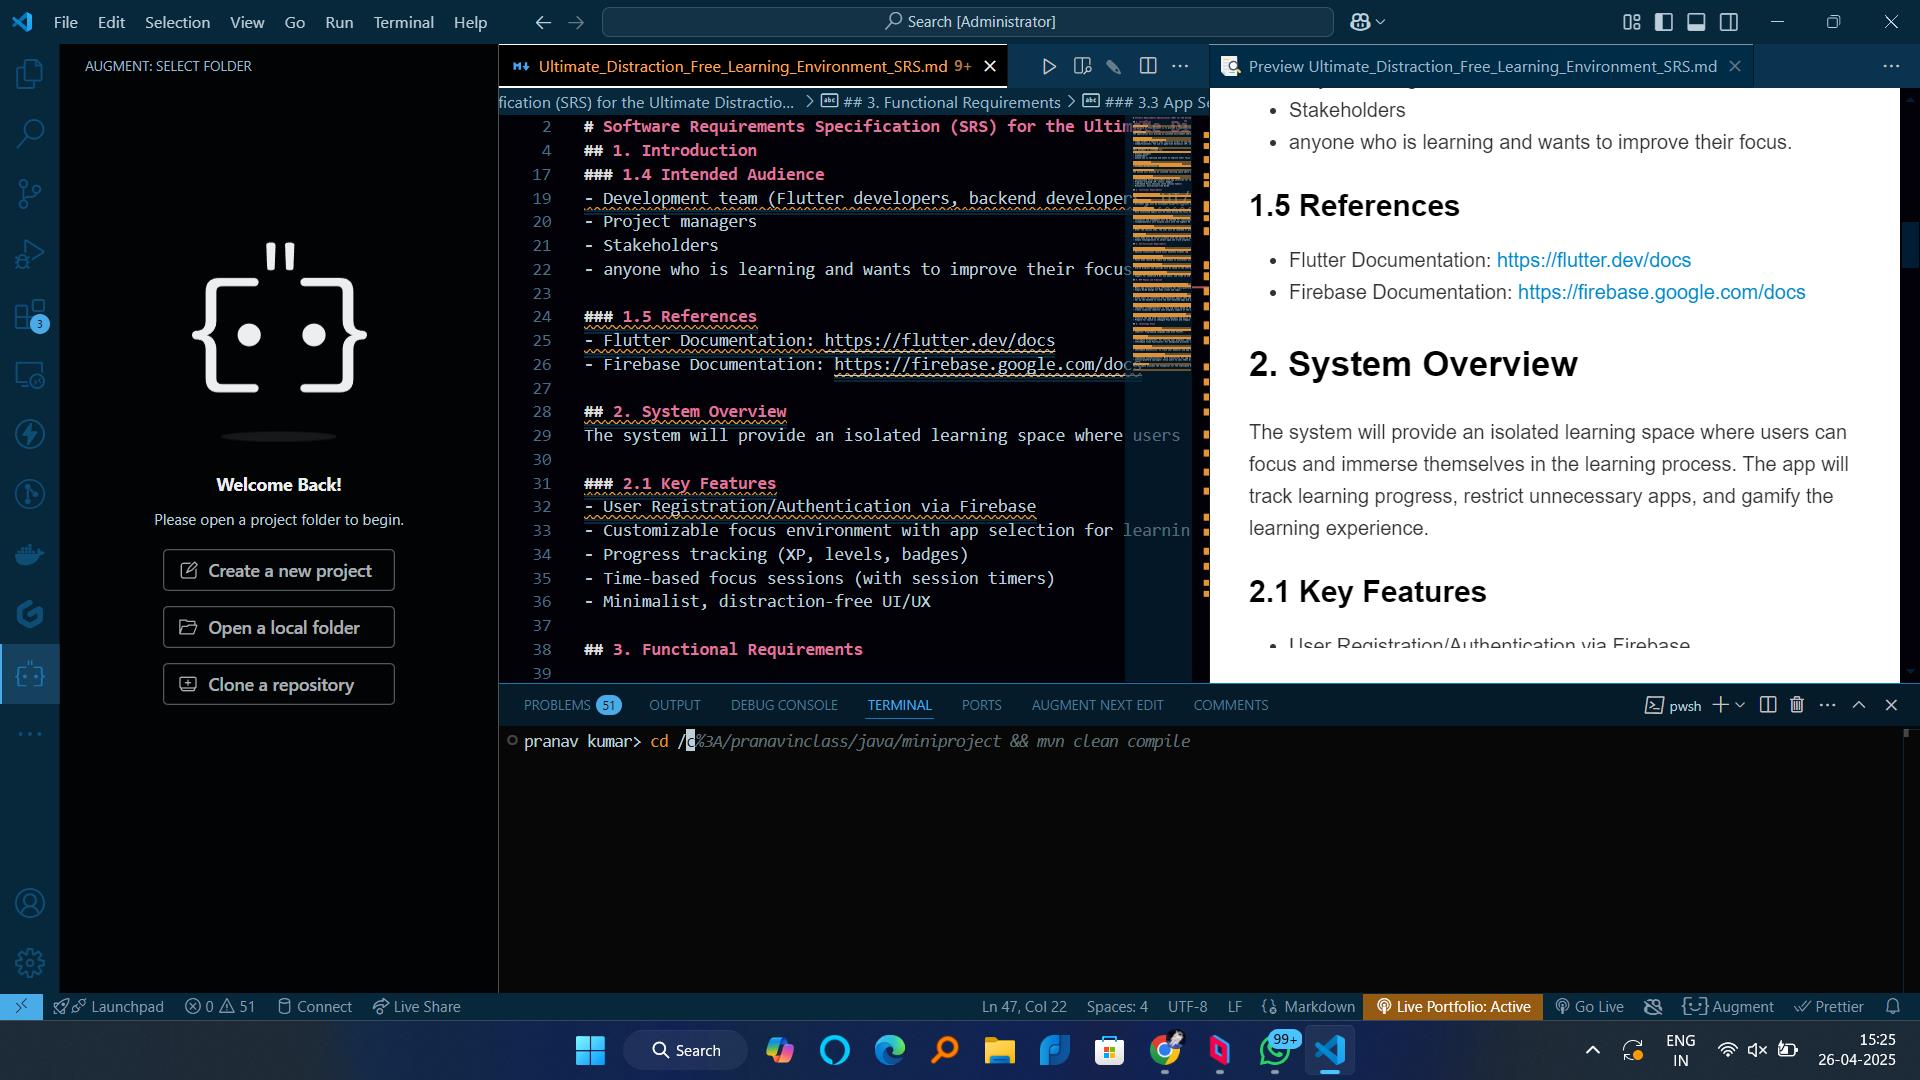 File Edit Selection View Go Run Terminal Help
Search [Administrator]
AUGMENT: SELECT FOLDER
Welcome Back!
Please open a project folder to begin.
Create a new project
Open a local folder
Clone a repository
3
Ultimate_Distraction_Free_Learning_Environment_SRS.md 9+
fication (SRS) for the Ultimate Distractio... > ## 3. Functional Requirements > ### 3.3 App Se
2 # Software Requirements Specification (SRS) for the Ultim
4 ## 1. Introduction
17 ### 1.4 Intended Audience
19 - Development team (Flutter developers, backend developer
20 - Project managers
21 - Stakeholders
22 - anyone who is learning and wants to improve their focus
23
24 ### 1.5 References
25 - Flutter Documentation: https://flutter.dev/docs
26 - Firebase Documentation: https://firebase.google.com/doc
27
28 ## 2. System Overview
29 The system will provide an isolated learning space where users
30
31 ### 2.1 Key Features
32 - User Registration/Authentication via Firebase
33 - Customizable focus environment with app selection for learnin
34 - Progress tracking (XP, levels, badges)
35 - Time-based focus sessions (with session timers)
36 - Minimalist, distraction-free UI/UX
37
38 ## 3. Functional Requirements
39
Preview Ultimate_Distraction_Free_Learning_Environment_SRS.md
• Stakeholders
• anyone who is learning and wants to improve their focus.
1.5 References
• Flutter Documentation: https://flutter.dev/docs
• Firebase Documentation: https://firebase.google.com/docs
2. System Overview
The system will provide an isolated learning space where users can
focus and immerse themselves in the learning process. The app will
track learning progress, restrict unnecessary apps, and gamify the
learning experience.
2.1 Key Features
• User Registration/Authentication via Firebase
PROBLEMS 51 OUTPUT DEBUG CONSOLE TERMINAL PORTS AUGMENT NEXT EDIT COMMENTS
pwsh
pranav kumar> cd /c%3A/pranavinclass/java/miniproject && mvn clean compile
Launchpad 0 51 Connect Live Share
Ln 47, Col 22 Spaces: 4 UTF-8 LF Markdown Live Portfolio: Active Go Live Augment Prettier
Search
99+
ENG
IN
15:25
26-04-2025